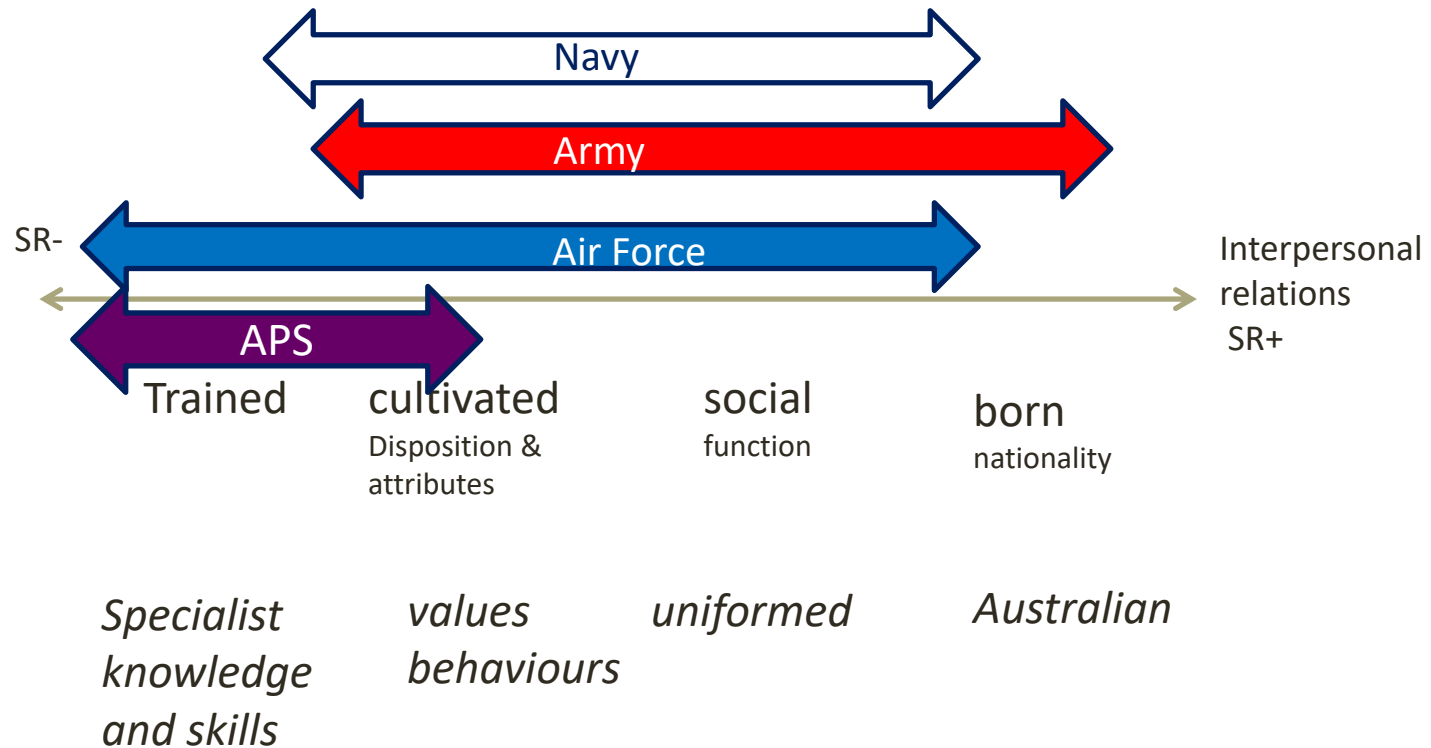 Navy
Army
SR-
Air Force
Interpersonal
relations
SR+
APS
Trained
cultivated
Disposition &
attributes
social
function
born
nationality
Specialist
knowledge
and skills
values
behaviours
uniformed
Australian